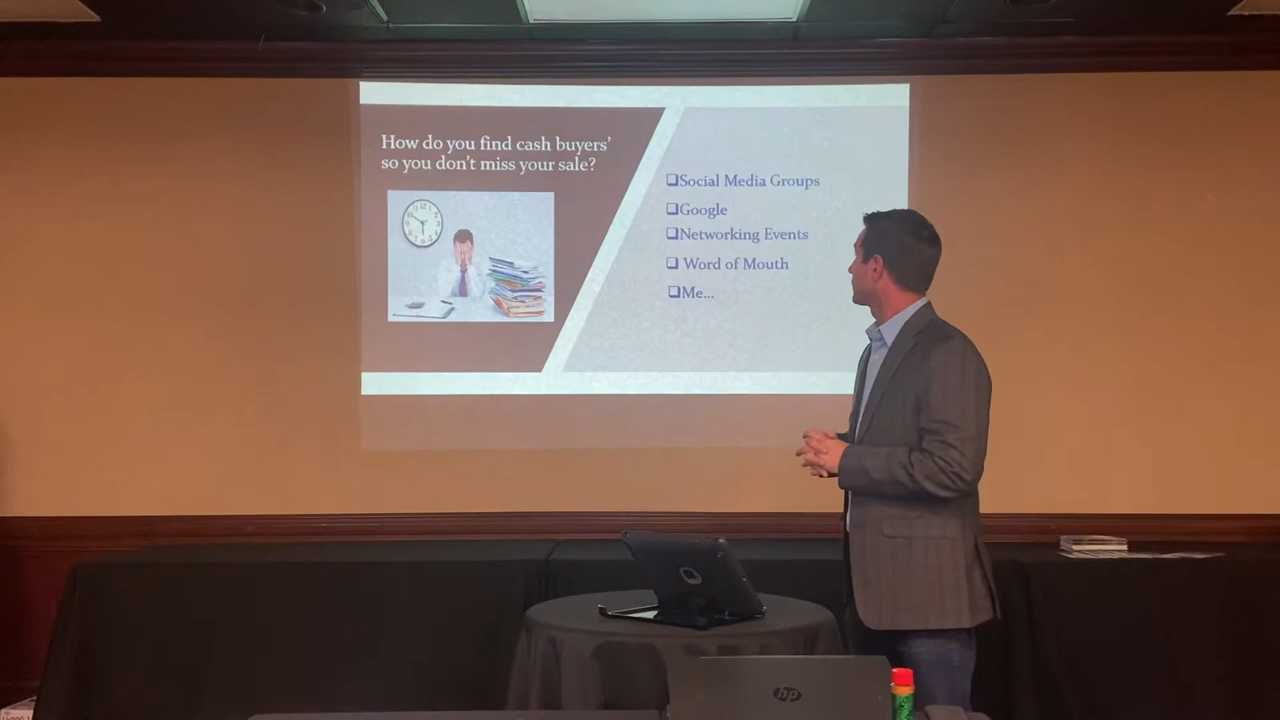 How do you find cash buyers'
so you don't miss your sale?
❑Social Media Groups
❑Google
❑Networking Events
❑ Word of Mouth
❑Me...
hp